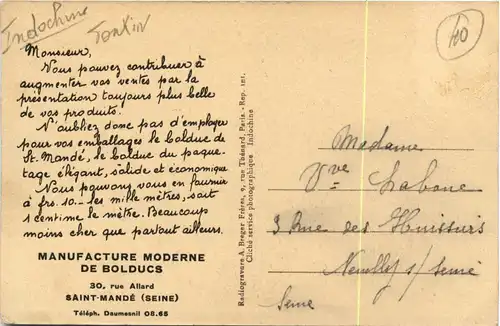 Indochine
Tonkin
40
Monsieur,
Vous pouvez contribuer à
augmenter vos ventes par la
présentation toujours plus belle
de vos produits.
N'oubliez donc pas d'employer
pour vos emballages le bolduc de
St. Mandé, le bolduc du paque-
tage élégant, solide et économique
Nous pouvons vous en fournir
à frs. 10.- les mille mètres, soit
1 centime le mètre. Beaucoup
moins cher que partout ailleurs.
MANUFACTURE MODERNE
DE BOLDUCS
30, rue Allard
SAINT-MANDÉ (SEINE)
Téléph. Daumesnil 08.65
Radiogravure A. Breger Frères, 9, rue Thénard, Paris. - Rep. int.
Cliché service photographique Indochine
Madame
Vve Labone
3 Rue des Huissiers
Neuilly s/ Seine
Seine